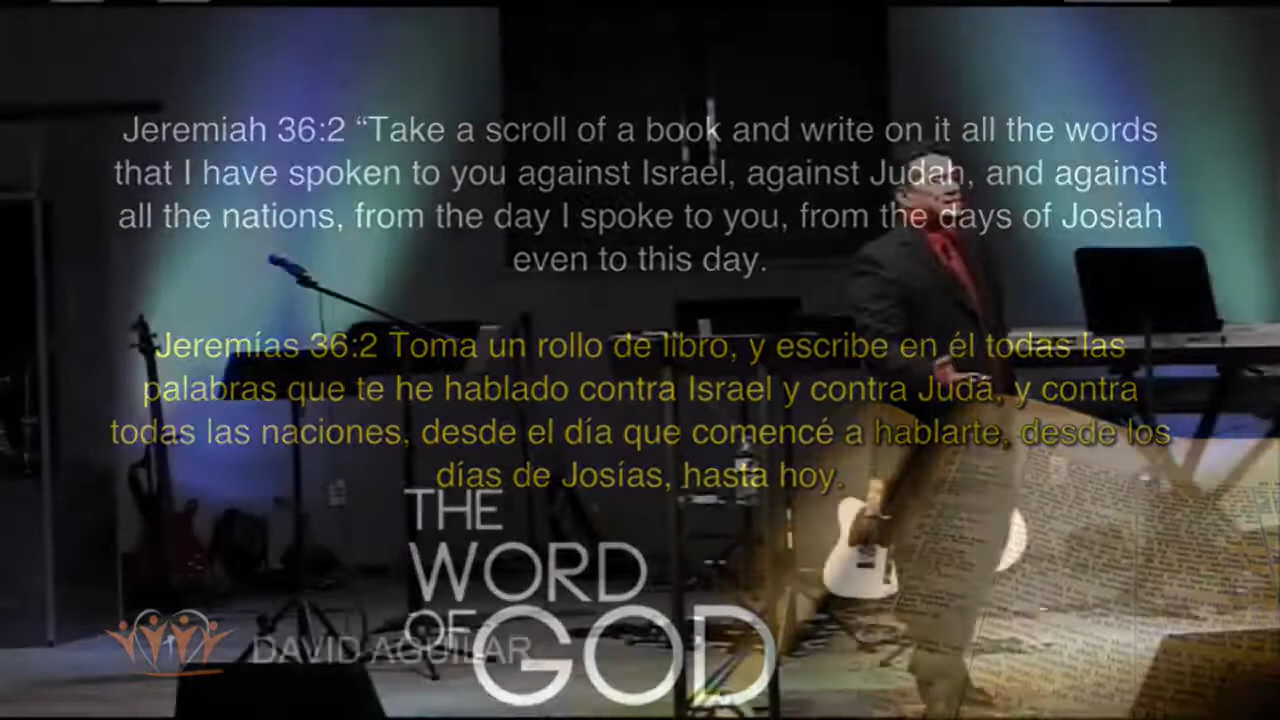 Jeremiah 36:2 “Take a scroll of a book and write on it all the words
that I have spoken to you against Israel, against Judah, and against
all the nations, from the day I spoke to you, from the days of Josiah
even to this day.
Jeremías 36:2 Toma un rollo de libro, y escribe en él todas las
palabras que te he hablado contra Israel y contra Judá, y contra
todas las naciones, desde el día que comencé a hablarte, desde los
días de Josías, hasta hoy.
THE
WORD
OF GOD
DAVID AGUILAR